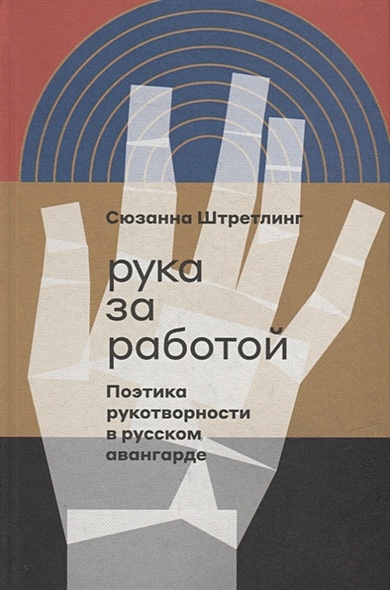 Сюзанна Штретлинг
рука
за
работой
Поэтика
рукотворности
в русском
авангарде